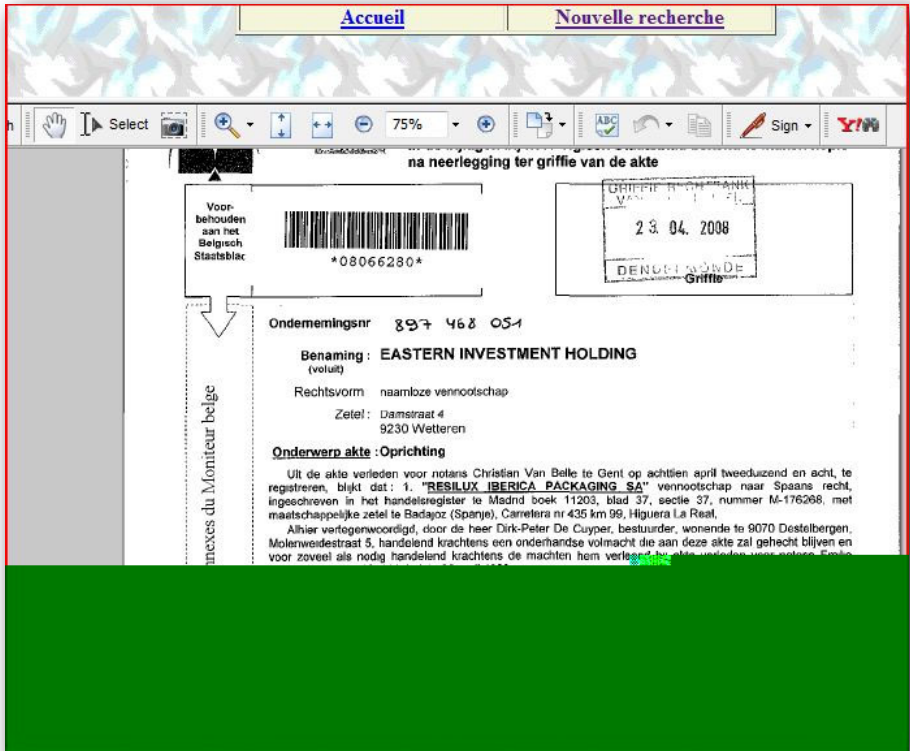 Accueil Nouvelle recherche
h Select 75% ABC Sign Y!
na neerlegging ter griffie van de akte
Voor-
behouden
aan het
Belgisch
Staatsblac
*08066280*
GRIFFIE
23. 04. 2008
Griffie
Ondernemingsnr 897 468 051
Benaming : EASTERN INVESTMENT HOLDING
(voluit)
Rechtsvorm naamloze vennootschap
Zetel : Damstraat 4
9230 Wetteren
Onderwerp akte : Oprichting
Uit de akte verleden voor notaris Christian Van Belle te Gent op achttien april tweeduizend en acht, te
registreren, blijkt dat : 1. "RESILUX IBERICA PACKAGING SA" vennootschap naar Spaans recht,
ingeschreven in het handelsregister te Madrid boek 11203, blad 37, sectie 37, nummer M-176268, met
maatschappelijke zetel te Badajoz (Spanje), Carretera nr 435 km 99, Higuera La Real,
Alhier vertegenwoordigd, door de heer Dirk-Peter De Cuyper, bestuurder, wonende te 9070 Destelbergen,
Molenweidestraat 5, handelend krachtens een onderhandse volmacht die aan deze akte zal gehecht blijven en
voor zoveel als nodig handelend krachtens de machten hem
nnexes du Moniteur belge